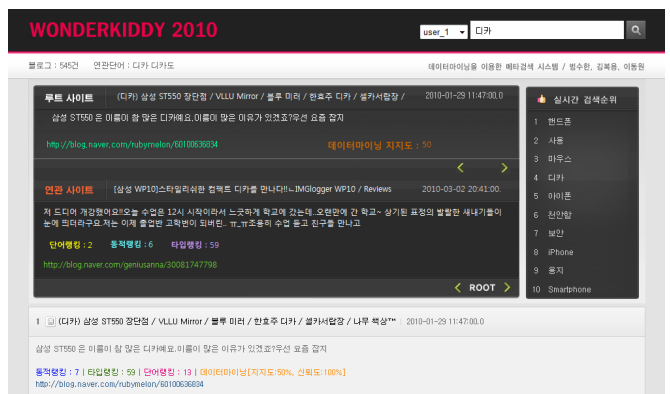 WONDERKIDDY 2010
user_1
디카
블로그 : 545건 연관단어 : 디카 디카도
데이터마이닝을 이용한 메타검색 시스템 / 범수한, 김복용, 이동원
루트 사이트 (디카) 삼성 ST550 장단점 / VLLU Mirror / 블루 미러 / 한효주 디카 / 셀카서랍장 / 2010-01-29 11:47:00.0
삼성 ST550 은 이름이 참 많은 디카예요.이름이 많은 이유가 있겠죠?우선 요즘 잡지
http://blog.naver.com/rubymelon/60100636834
데이터마이닝 지지도 : 50
< >
연관 사이트 [삼성 WP10]스타일리쉬한 컴팩트 디카를 만나다!!ㄴIMGlogger WP10 / Reviews 2010-03-02 20:41:00.
저 드디어 개강했어요!!오늘 수업은 12시 시작이라서 느긋하게 학교에 갔는데..오랜만에 간 학교~ 상기된 표정의 발랄한 새내기들이
눈에 띄더라구요.저는 이제 졸업반 고학번이 되버린.. ㅠ_ㅠ조용히 수업 듣고 친구들 만나고
단어랭킹 : 2 동적랭킹 : 6 타입랭킹 : 59
http://blog.naver.com/geniusanna/30081747798
< ROOT >
실시간 검색순위
1 핸드폰
2 사용
3 마우스
4 디카
5 아이폰
6 천안함
7 보안
8 iPhone
9 용지
10 Smartphone
1 (디카) 삼성 ST550 장단점 / VLLU Mirror / 블루 미러 / 한효주 디카 / 셀카서랍장 / 나무 책상™ | 2010-01-29 11:47:00.0
삼성 ST550 은 이름이 참 많은 디카예요.이름이 많은 이유가 있겠죠?우선 요즘 잡지
동적랭킹 : 7 | 타입랭킹 : 59 | 단어랭킹 : 13 | 데이터마이닝[지지도:50%, 신뢰도:100%]
http://blog.naver.com/rubymelon/60100636834